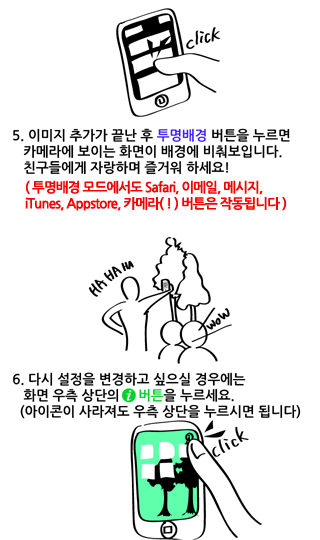 click
5. 이미지 추가가 끝난 후 투명배경 버튼을 누르면
카메라에 보이는 화면이 배경에 비춰보입니다.
친구들에게 자랑하며 즐거워 하세요!
( 투명배경 모드에서도 Safari, 이메일, 메시지,
iTunes, Appstore, 카메라( ! ) 버튼은 작동됩니다 )
HA HA HA
WOW
6. 다시 설정을 변경하고 싶으실 경우에는
화면 우측 상단의 i 버튼을 누르세요.
(아이콘이 사라져도 우측 상단을 누르시면 됩니다)
click